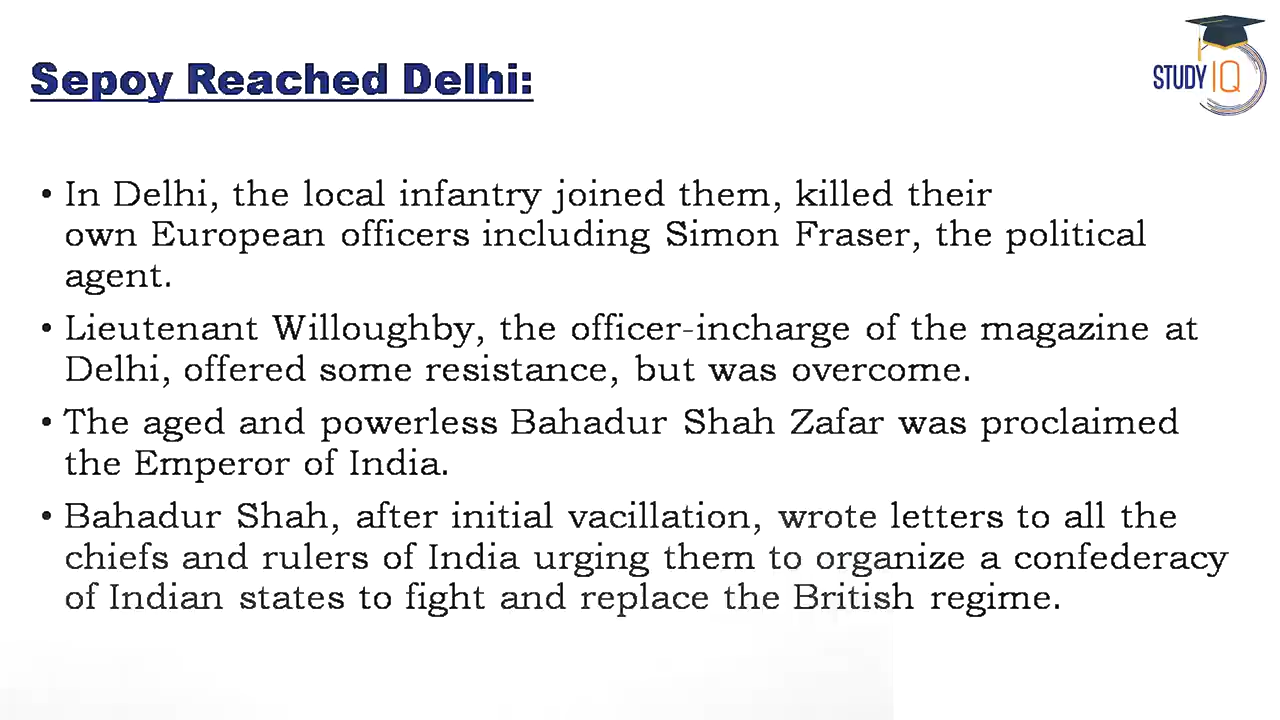 Sepoy Reached Delhi:
STUDY IQ
• In Delhi, the local infantry joined them, killed their
own European officers including Simon Fraser, the political
agent.
• Lieutenant Willoughby, the officer-incharge of the magazine at
Delhi, offered some resistance, but was overcome.
• The aged and powerless Bahadur Shah Zafar was proclaimed
the Emperor of India.
• Bahadur Shah, after initial vacillation, wrote letters to all the
chiefs and rulers of India urging them to organize a confederacy
of Indian states to fight and replace the British regime.